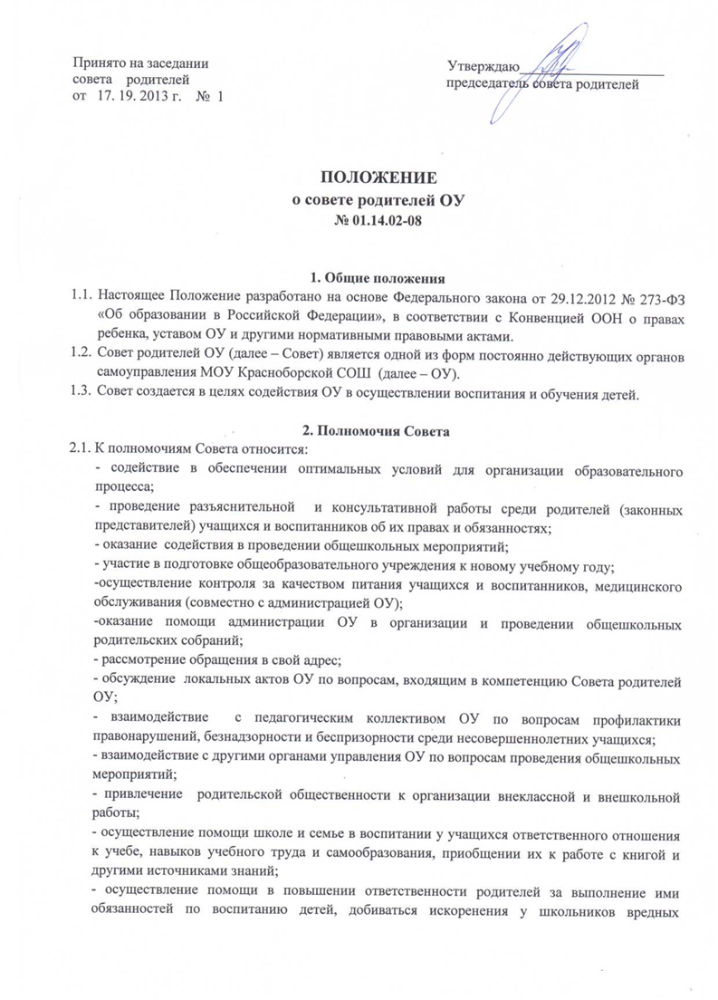 Принято на заседании
совета родителей
от 17. 19. 2013 г. № 1
Утверждаю____________________
председатель совета родителей
ПОЛОЖЕНИЕ
о совете родителей ОУ
№ 01.14.02-08
1. Общие положения
1.1. Настоящее Положение разработано на основе Федерального закона от 29.12.2012 № 273-ФЗ
«Об образовании в Российской Федерации», в соответствии с Конвенцией ООН о правах
ребенка, уставом ОУ и другими нормативными правовыми актами.
1.2. Совет родителей ОУ (далее – Совет) является одной из форм постоянно действующих органов
самоуправления МОУ Красноборской СОШ (далее – ОУ).
1.3. Совет создается в целях содействия ОУ в осуществлении воспитания и обучения детей.
2. Полномочия Совета
2.1. К полномочиям Совета относится:
- содействие в обеспечении оптимальных условий для организации образовательного
процесса;
- проведение разъяснительной и консультативной работы среди родителей (законных
представителей) учащихся и воспитанников об их правах и обязанностях;
- оказание содействия в проведении общешкольных мероприятий;
- участие в подготовке общеобразовательного учреждения к новому учебному году;
-осуществление контроля за качеством питания учащихся и воспитанников, медицинского
обслуживания (совместно с администрацией ОУ);
-оказание помощи администрации ОУ в организации и проведении общешкольных
родительских собраний;
- рассмотрение обращения в свой адрес;
- обсуждение локальных актов ОУ по вопросам, входящим в компетенцию Совета родителей
ОУ;
- взаимодействие с педагогическим коллективом ОУ по вопросам профилактики
правонарушений, безнадзорности и беспризорности среди несовершеннолетних учащихся;
- взаимодействие с другими органами управления ОУ по вопросам проведения общешкольных
мероприятий;
- привлечение родительской общественности к организации внеклассной и внешкольной
работы;
- осуществление помощи школе и семье в воспитании у учащихся ответственного отношения
к учебе, навыков учебного труда и самообразования, приобщении их к работе с книгой и
другими источниками знаний;
- осуществление помощи в повышении ответственности родителей за выполнение ими
обязанностей по воспитанию детей, добиваться искоренения у школьников вредных